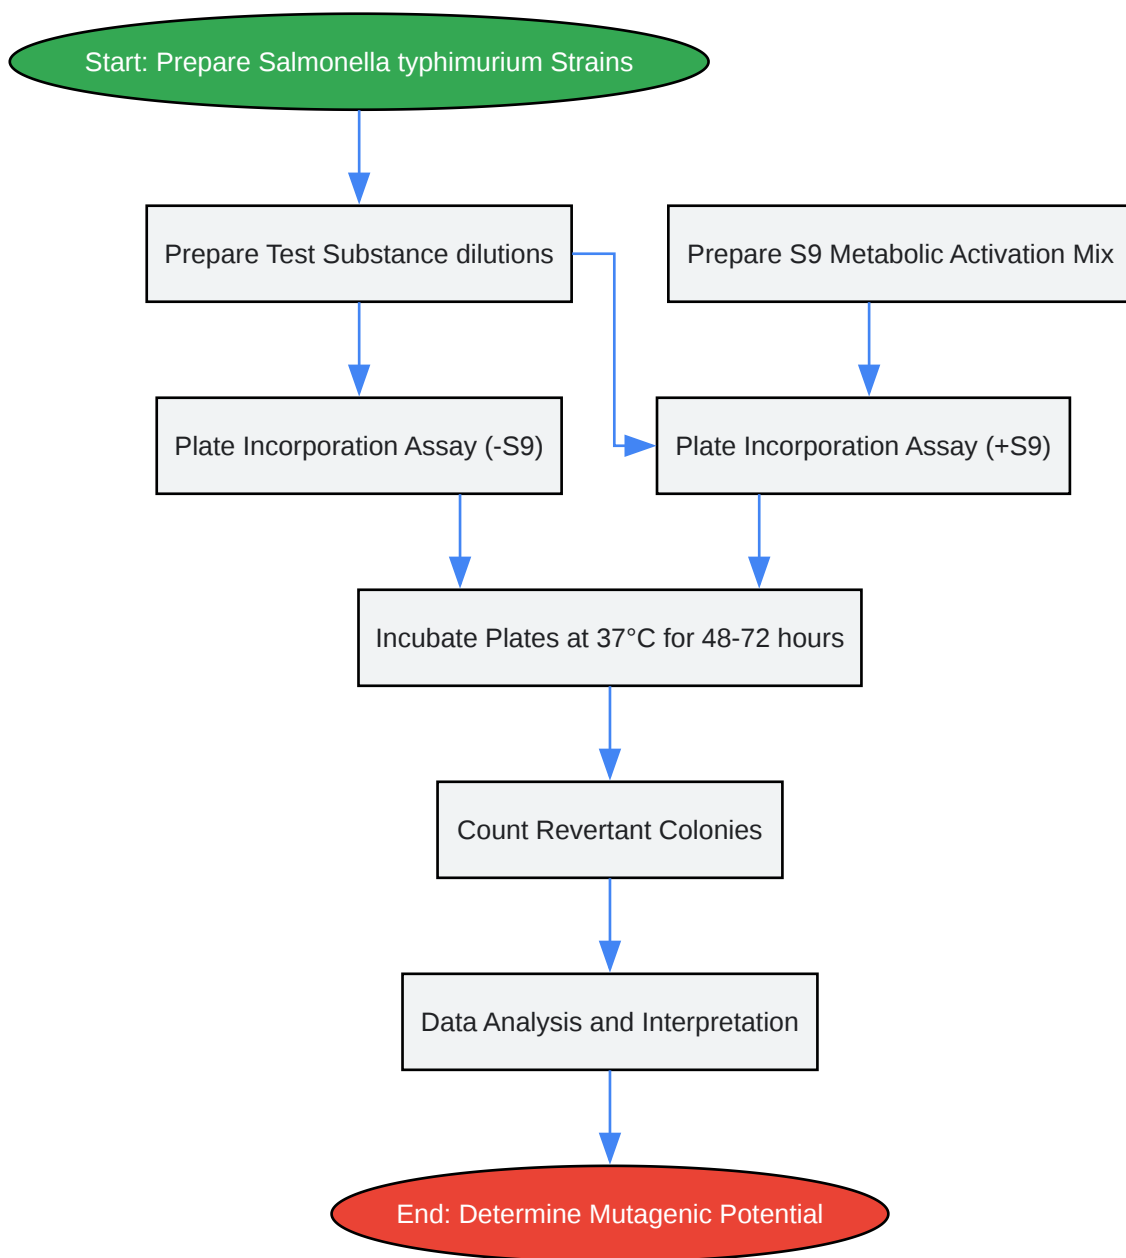 Start: Prepare Salmonella typhimurium Strains
Prepare Test Substance dilutions
Prepare S9 Metabolic Activation Mix
Plate Incorporation Assay (-S9)
Plate Incorporation Assay (+S9)
Incubate Plates at 37°C for 48-72 hours
Count Revertant Colonies
Data Analysis and Interpretation
End: Determine Mutagenic Potential